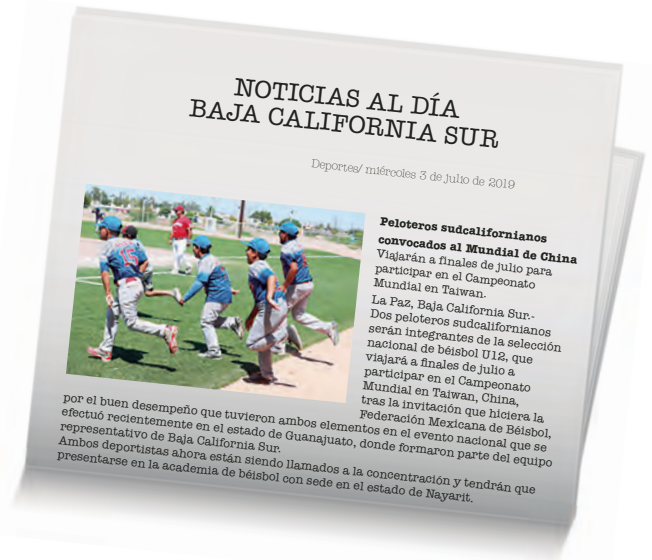 NOTICIAS AL DÍA
BAJA CALIFORNIA SUR
Deportes/ miércoles 3 de julio de 2019
Peloteros sudcalifornianos
convocados al Mundial de China
Viajarán a finales de julio para
participar en el Campeonato
Mundial en Taiwan.
La Paz, Baja California Sur.-
Dos peloteros sudcalifornianos
serán integrantes de la selección
nacional de béisbol U12, que
viajará a finales de julio a
participar en el Campeonato
Mundial en Taiwan, China,
tras la invitación que hiciera la
Federación Mexicana de Béisbol,
por el buen desempeño que tuvieron ambos elementos en el evento nacional que se
efectuó recientemente en el estado de Guanajuato, donde formaron parte del equipo
representativo de Baja California Sur.
Ambos deportistas ahora están siendo llamados a la concentración y tendrán que
presentarse en la academia de béisbol con sede en el estado de Nayarit.
15